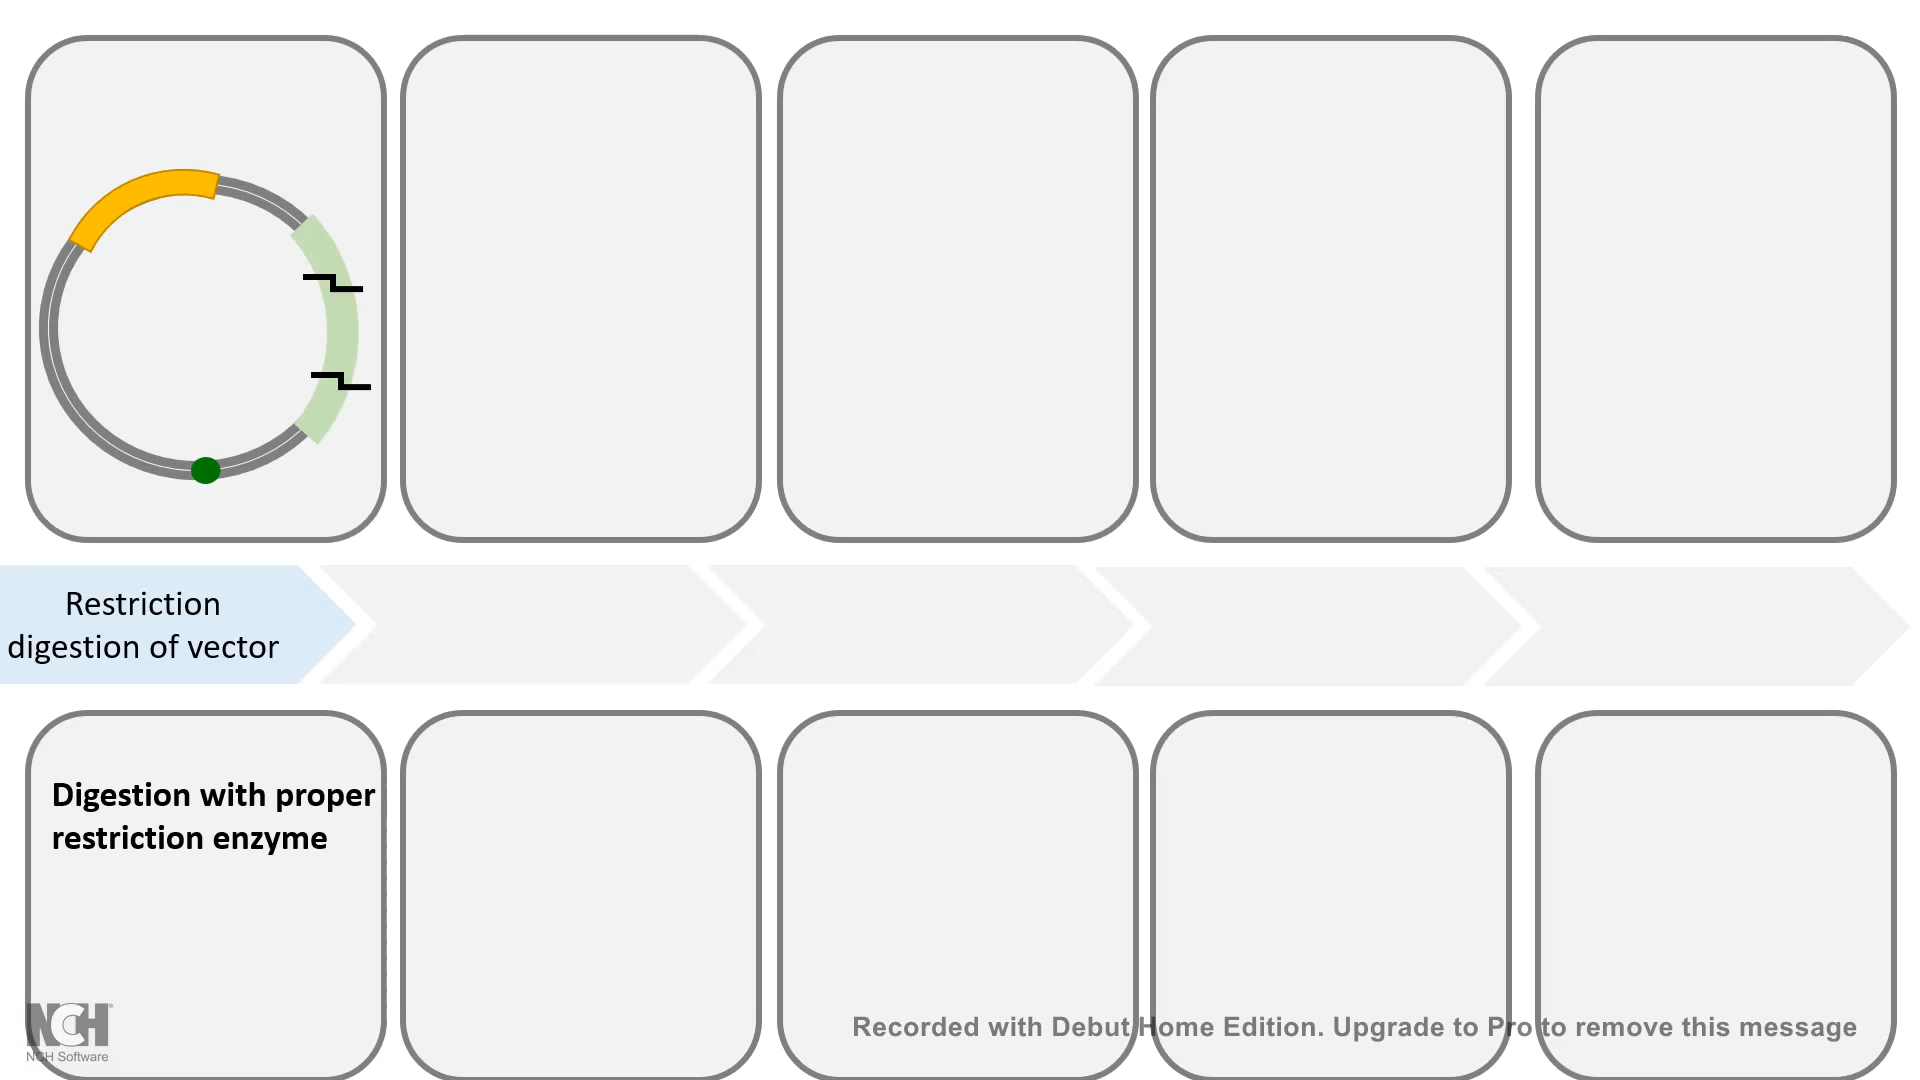 Restriction
digestion of vector
Digestion with proper
restriction enzyme
NCH
NCH Software
Recorded with Debut Home Edition. Upgrade to Pro to remove this message